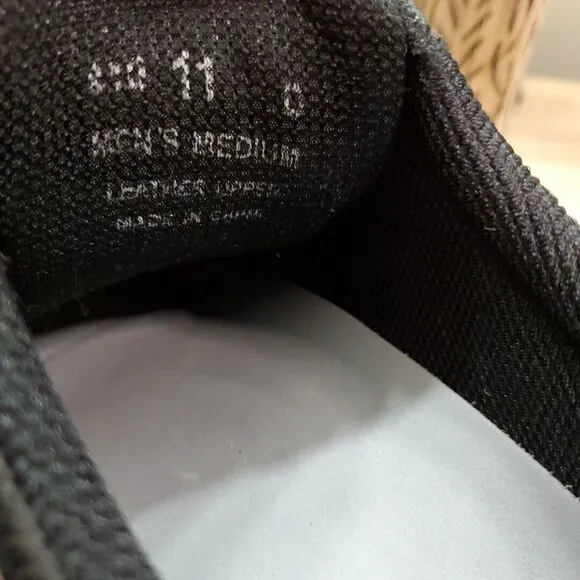 11 D
MEN'S MEDIUM
LEATHER UPPER
MADE IN CHINA